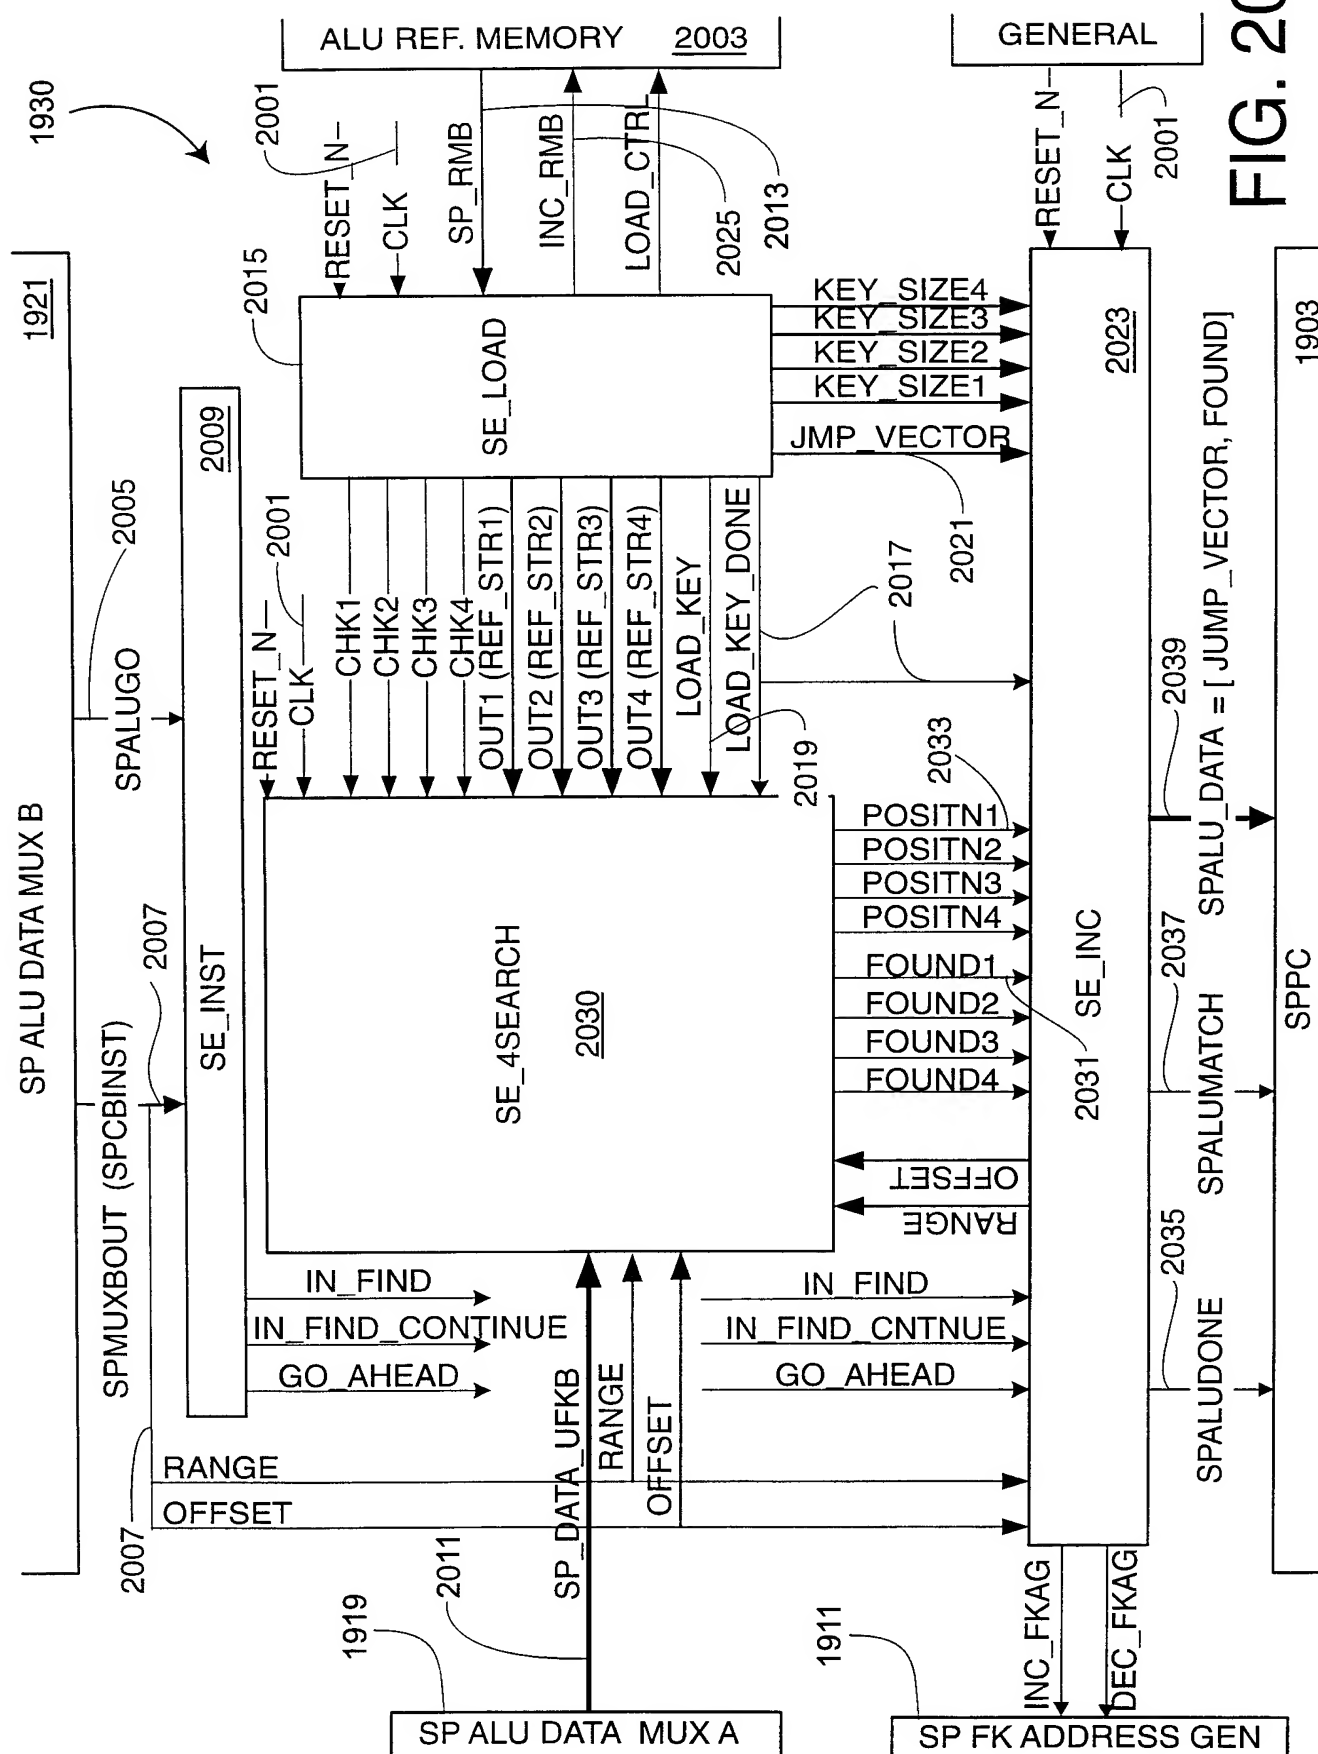 ALU REF. MEMORY 2003
GENERAL
FIG. 20
1930
2001
RESET_N
CLK
SP_RMB
INC_RMB
LOAD_CTRL
2025
2013
RESET_N
CLK
2001
SP ALU DATA MUX B
1921
2005
SPALUGO
2007
SPMUXBOUT (SPCBINST)
2007
SE_INST
2009
2015
SE_LOAD
KEY_SIZE4
KEY_SIZE3
KEY_SIZE2
KEY_SIZE1
JMP_VECTOR
2021
2023
RESET_N
CLK
2001
CHK1
CHK2
CHK3
CHK4
OUT1 (REF_STR1)
OUT2 (REF_STR2)
OUT3 (REF_STR3)
OUT4 (REF_STR4)
LOAD_KEY
LOAD_KEY_DONE
2017
2019
SE_4SEARCH
2030
POSITN1
POSITN2
POSITN3
POSITN4
FOUND1
FOUND2
FOUND3
FOUND4
2033
2031
SE_INC
OFFSET
RANGE
IN_FIND
IN_FIND_CONTINUE
GO_AHEAD
IN_FIND
IN_FIND_CNTNUE
GO_AHEAD
RANGE
OFFSET
SP_DATA_UFKB
RANGE
OFFSET
2011
1919
SP ALU DATA MUX A
1911
SP FK ADDRESS GEN
INC_FKAG
DEC_FKAG
SPALUDONE
2035
SPALUMATCH
2037
SPALU_DATA = [JUMP_VECTOR, FOUND]
2039
SPPC
1903